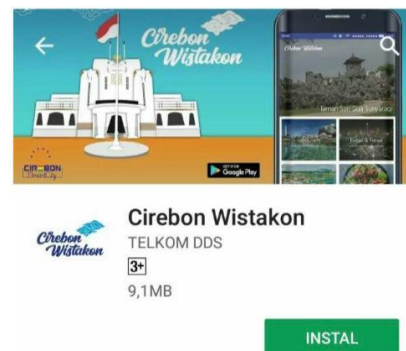 Cirebon
Wistakon
Cirebon Wistakon
Taman Sari Gua Sunyaragi
CIREBON
GET IT ON
Google Play
Cirebon
Wistakon
Cirebon Wistakon
TELKOM DDS
3+
9,1MB
INSTAL